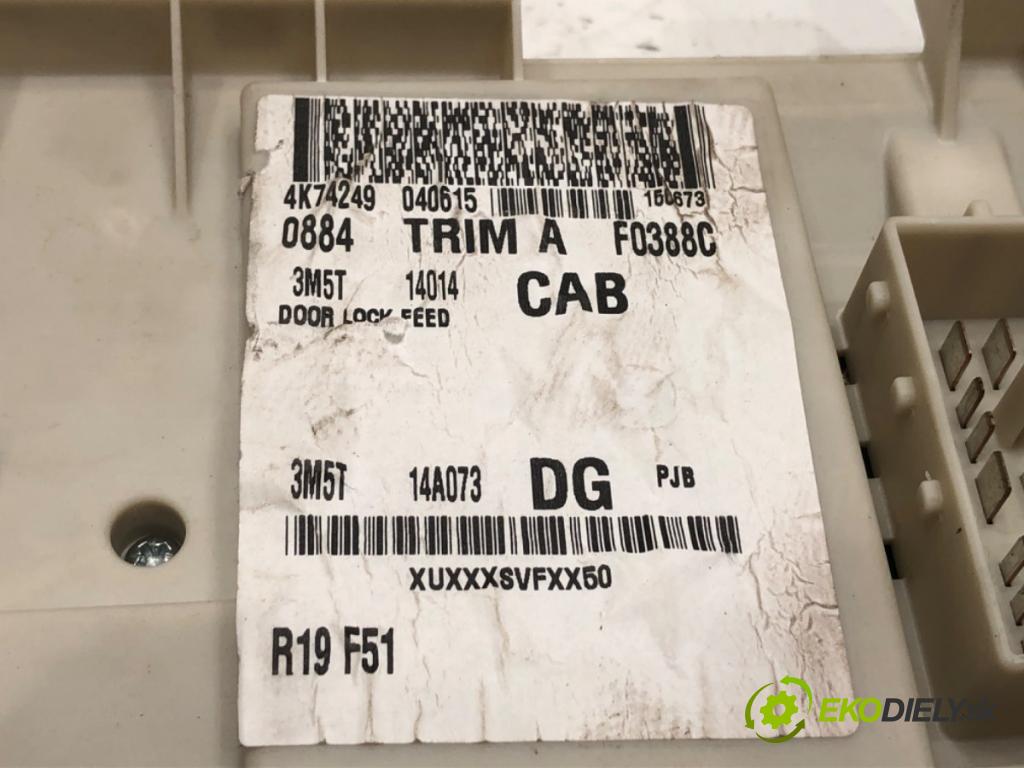 4K74249 040615 150673
0884 TRIM A F0388C
3M5T 14014 CAB
DOOR LOCK FEED
3M5T 14A073 DG PJB
XUXXXSVFXX50
R19 F51
EKODIELY.sk